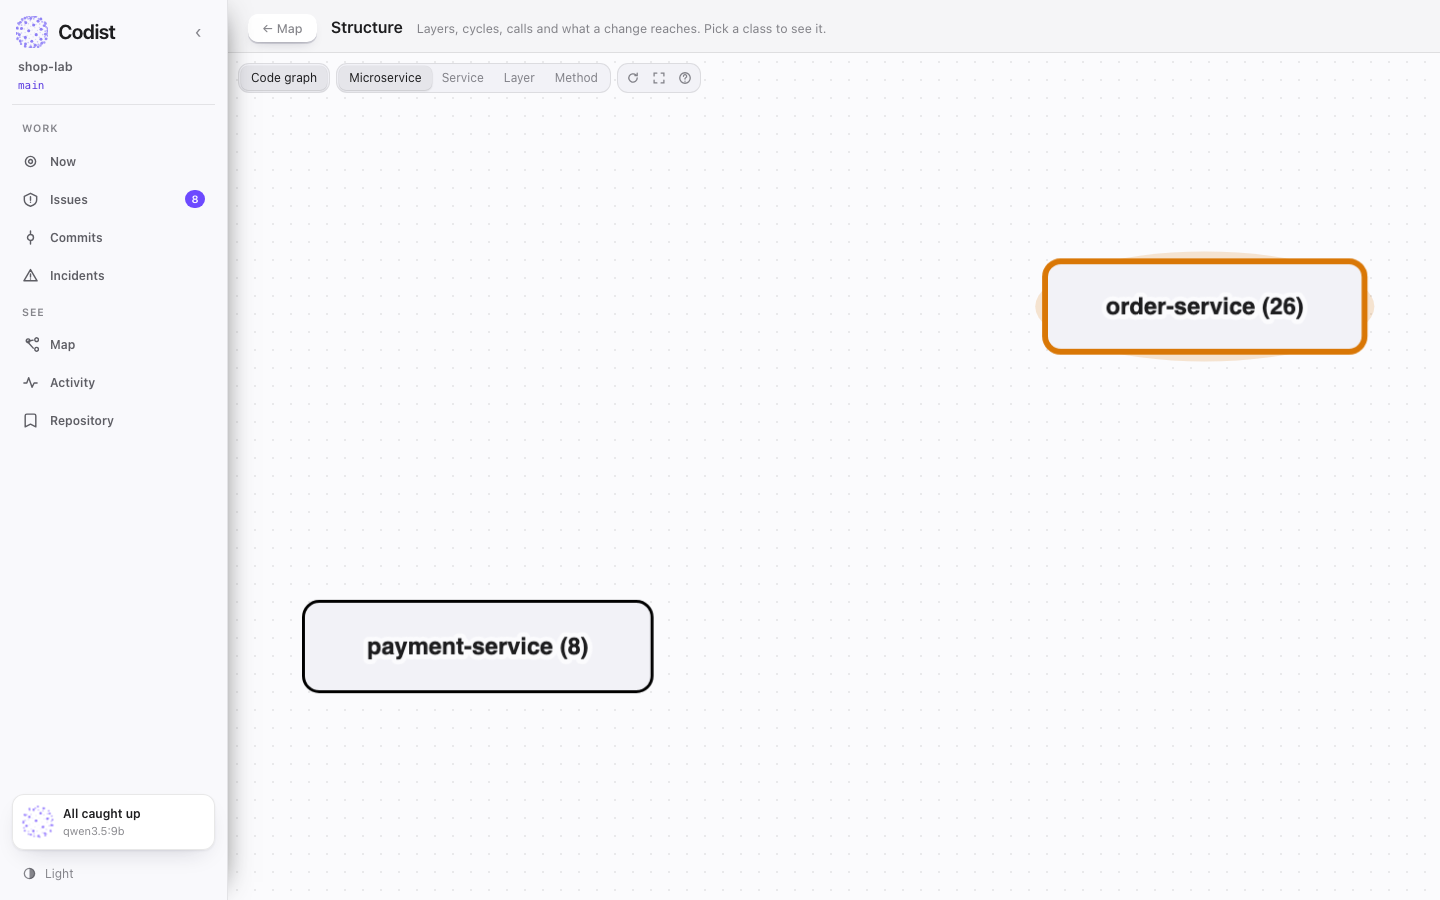 Codist
shop-lab
main
WORK
Now
Issues 8
Commits
Incidents
SEE
Map
Activity
Repository
All caught up
qwen3.5:9b
Light
← Map Structure Layers, cycles, calls and what a change reaches. Pick a class to see it.
Code graph Microservice Service Layer Method
order-service (26)
payment-service (8)